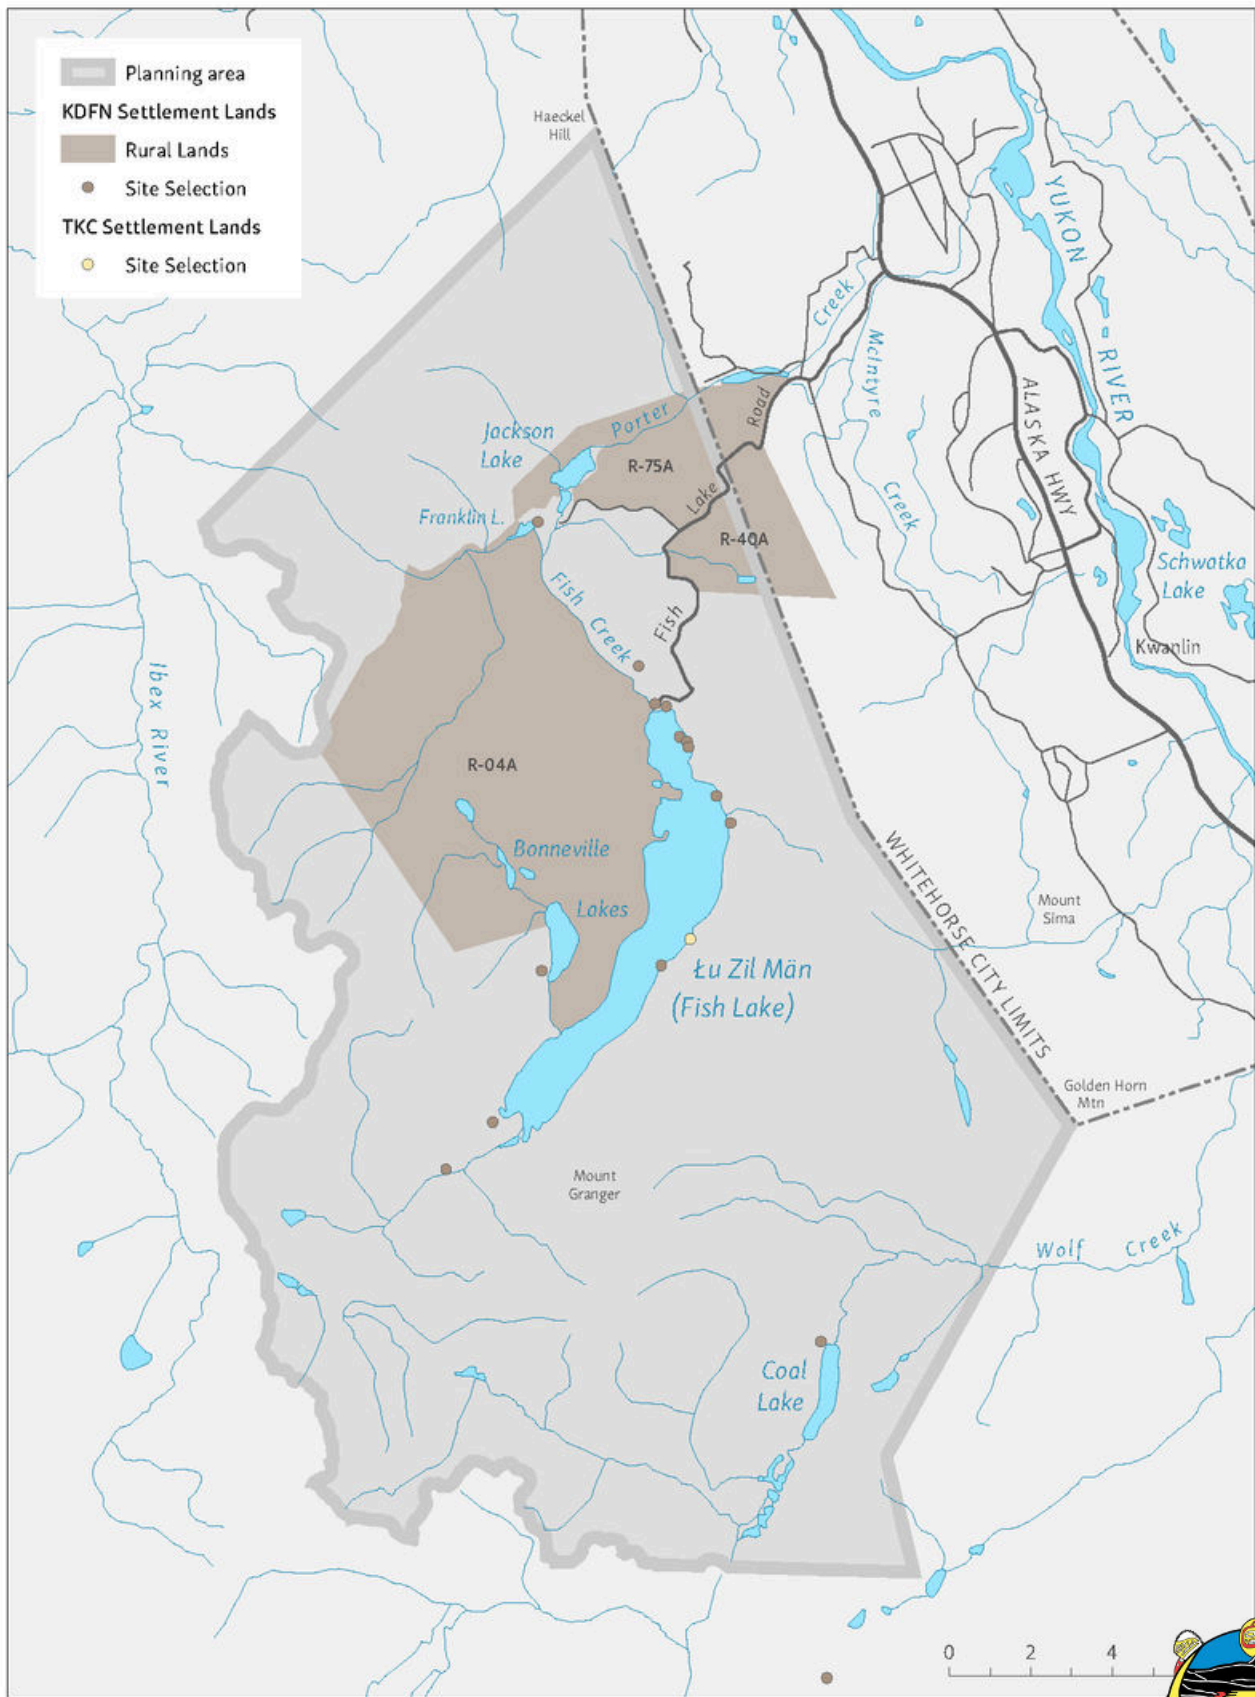 Planning area
KDFN Settlement Lands
Rural Lands
Site Selection
TKC Settlement Lands
Site Selection
Haeckel
Hill
YUKON
RIVER
Creek
McIntyre
Creek
ALASKA HWY
Porter
Road
Lake
Fish
Jackson
Lake
R-75A
Franklin L.
R-40A
Schwatka
Lake
Kwanlin
Fish Creek
Ibex River
R-04A
Bonneville
Lakes
WHITEHORSE CITY LIMITS
Mount
Sima
Łu Zil Män
(Fish Lake)
Golden Horn
Mtn
Mount
Granger
Wolf Creek
Coal
Lake
0 2 4